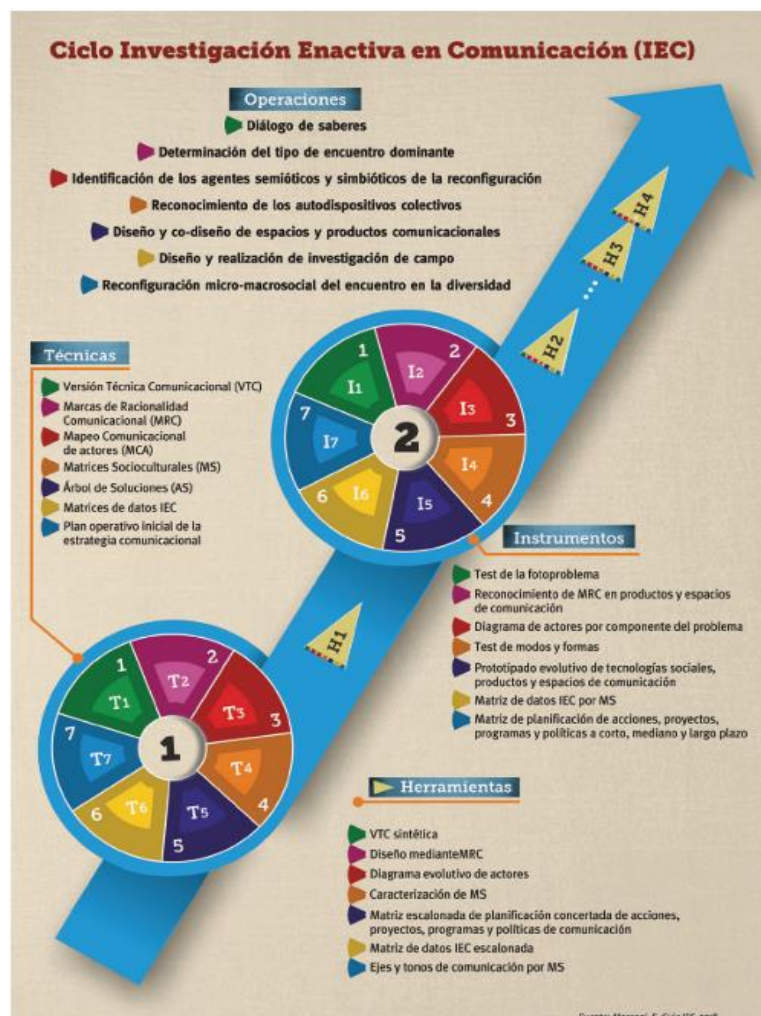 Ciclo Investigación Enactiva en Comunicación (IEC)
Operaciones
Diálogo de saberes
Determinación del tipo de encuentro dominante
Identificación de los agentes semióticos y simbióticos de la reconfiguración
Reconocimiento de los autodispositivos colectivos
Diseño y co-diseño de espacios y productos comunicacionales
Diseño y realización de investigación de campo
Reconfiguración micro-macrosocial del encuentro en la diversidad
H4
H3
...
H2
Técnicas
Versión Técnica Comunicacional (VTC)
Marcas de Racionalidad
Comunicacional (MRC)
Mapeo Comunicacional
de actores (MCA)
Matrices Socioculturales (MS)
Árbol de Soluciones (AS)
Matrices de datos IEC
Plan operativo inicial de la
estrategia comunicacional
1
2
3
4
5
6
7
I1
I2
I3
I4
I5
I6
I7
2
Instrumentos
Test de la fotoproblema
Reconocimiento de MRC en productos y espacios
de comunicación
Diagrama de actores por componente del problema
Test de modos y formas
Prototipado evolutivo de tecnologías sociales,
productos y espacios de comunicación
Matriz de datos IEC por MS
Matriz de planificación de acciones, proyectos,
programas y políticas a corto, mediano y largo plazo
H1
1
2
3
4
5
6
7
T1
T2
T3
T4
T5
T6
T7
1
Herramientas
VTC sintética
Diseño medianteMRC
Diagrama evolutivo de actores
Caracterización de MS
Matriz escalonada de planificación concertada de acciones,
proyectos, programas y políticas de comunicación
Matriz de datos IEC escalonada
Ejes y tonos de comunicación por MS